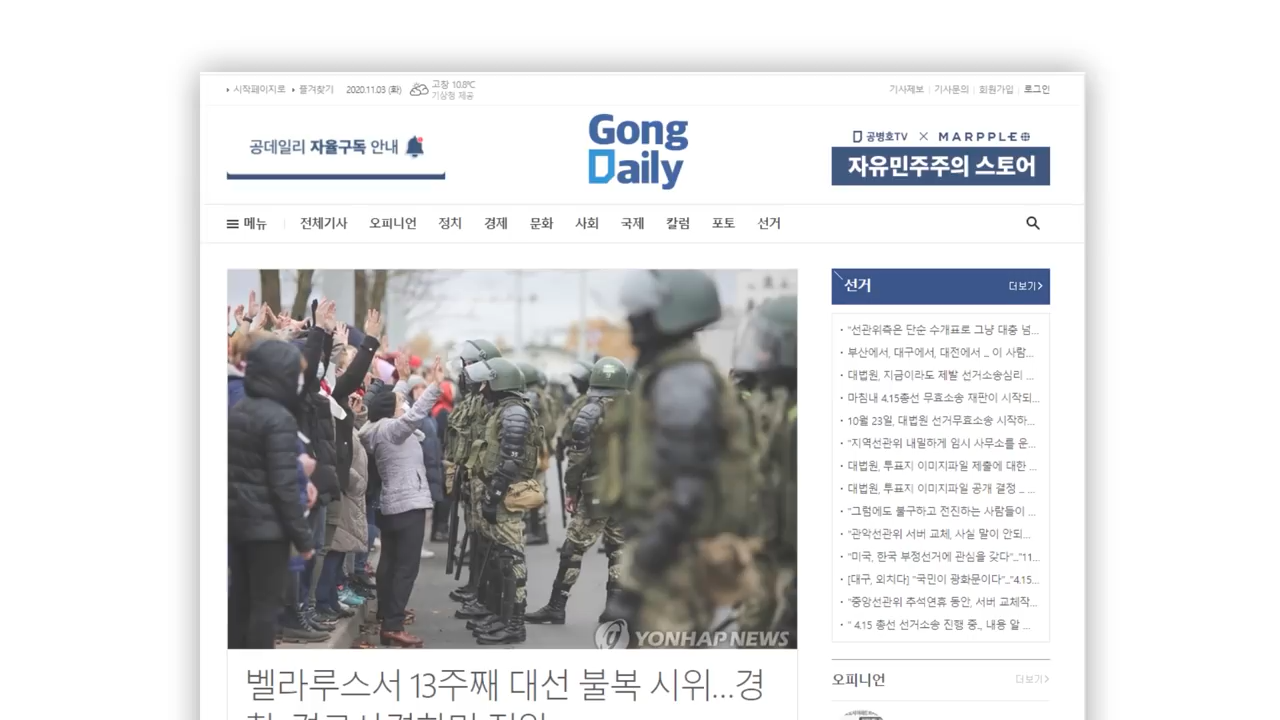 시작페이지로 즐겨찾기 2020.11.03 (화) 고창 10.8℃
기상청 제공
기사제보 기사문의 회원가입 로그인
공데일리 자율구독 안내
Gong
Daily
공병호TV × MARPPLE
자유민주주의 스토어
메뉴 전체기사 오피니언 정치 경제 문화 사회 국제 칼럼 포토 선거
선거 더보기
"선관위측은 단순 수개표로 그냥 대충 넘...
부산에서, 대구에서, 대전에서 ... 이 사람...
대법원, 지금이라도 제발 선거소송심리 ...
마침내 4.15총선 무효소송 재판이 시작되...
10월 23일, 대법원 선거무효소송 시작하...
"지역선관위 내밀하게 임시 사무소를 운...
대법원, 투표지 이미지파일 제출에 대한 ...
대법원, 투표지 이미지파일 공개 결정 ... ...
"그럼에도 불구하고 전진하는 사람들이 ...
"관악선관위 서버 교체, 사실 말이 안되...
"미국, 한국 부정선거에 관심을 갖다"..."11...
[대구, 외치다] "국민이 광화문이다"..."4.15...
"중앙선관위 추석연휴 동안, 서버 교체작...
" 4.15 총선 선거소송 진행 중., 내용 알 ...
YONHAP NEWS
벨라루스서 13주째 대선 불복 시위...경
오피니언 더보기